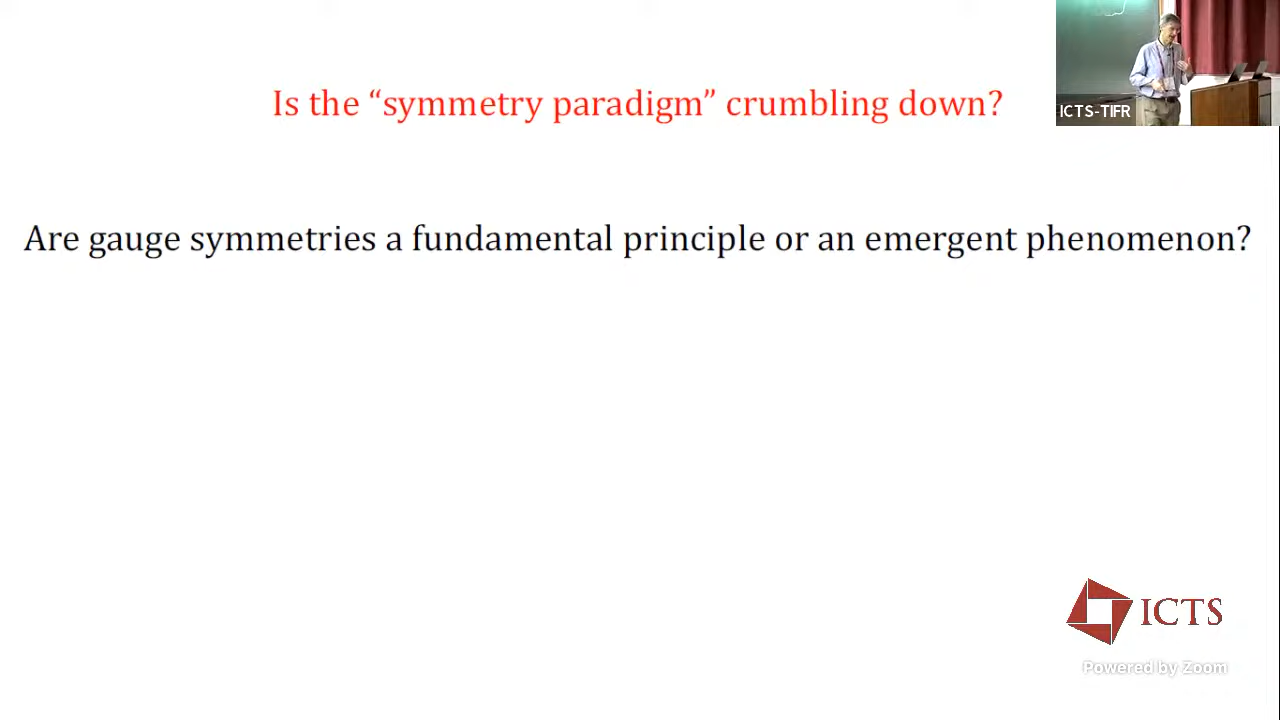 Is the “symmetry paradigm” crumbling down?
ICTS-TIFR
Are gauge symmetries a fundamental principle or an emergent phenomenon?
ICTS
Powered by Zoom